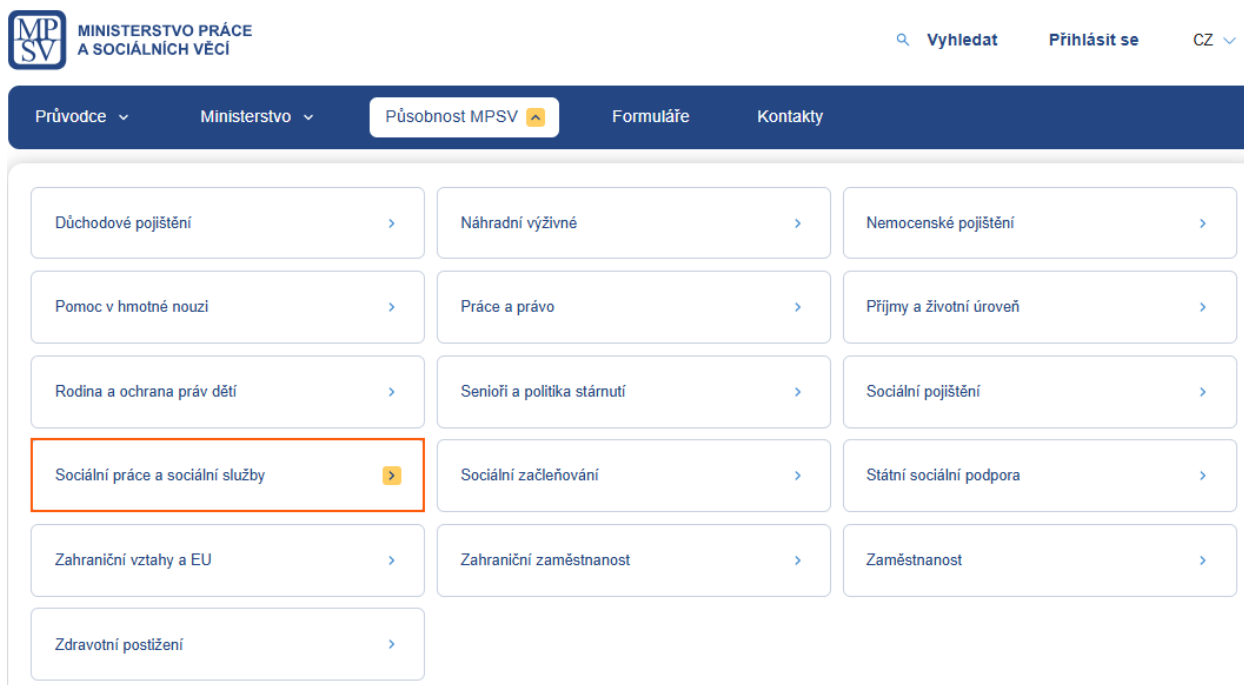 MP
SV
MINISTERSTVO PRÁCE
A SOCIÁLNÍCH VĚCÍ
Vyhledat Přihlásit se CZ
Průvodce Ministerstvo Působnost MPSV Formuláře Kontakty
Důchodové pojištění Náhradní výživné Nemocenské pojištění
Pomoc v hmotné nouzi Práce a právo Příjmy a životní úroveň
Rodina a ochrana práv dětí Senioři a politika stárnutí Sociální pojištění
Sociální práce a sociální služby Sociální začleňování Státní sociální podpora
Zahraniční vztahy a EU Zahraniční zaměstnanost Zaměstnanost
Zdravotní postižení